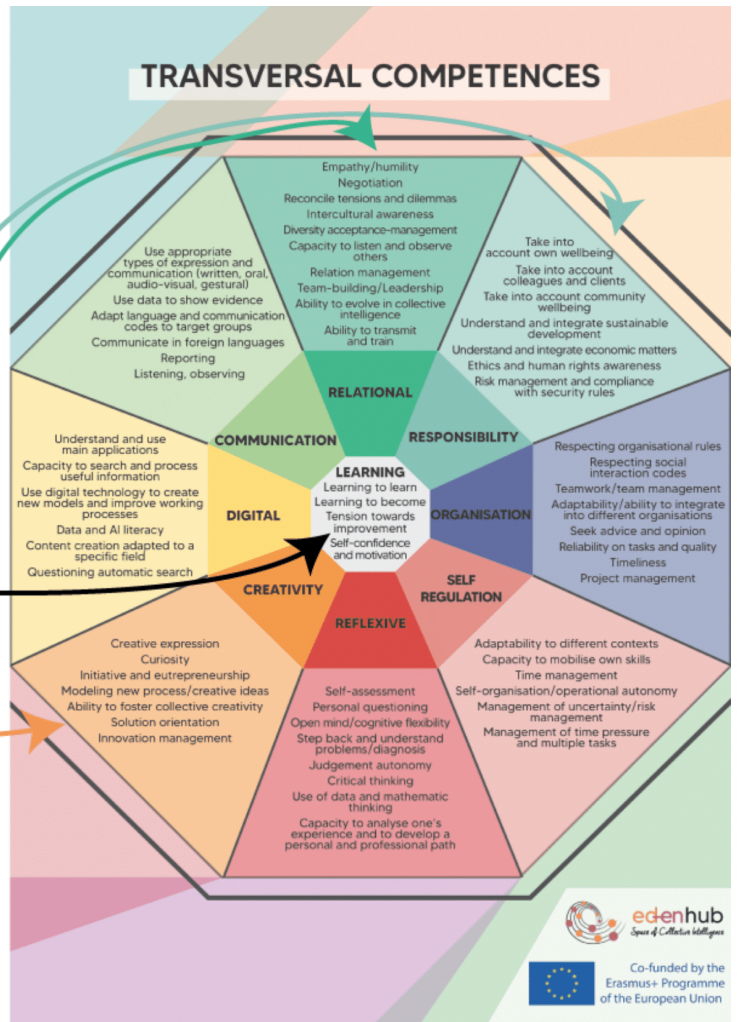 TRANSVERSAL COMPETENCES
Empathy/humility
Negotiation
Reconcile tensions and dilemmas
Intercultural awareness
Diversity acceptance-management
Capacity to listen and observe
others
Relation management
Team-building/Leadership
Ability to evolve in collective
intelligence
Ability to transmit
and train
RELATIONAL
Take into
account own wellbeing
Take into account
colleagues and clients
Take into account community
wellbeing
Understand and integrate sustainable
development
Understand and integrate economic matters
Ethics and human rights awareness
Risk management and compliance
with security rules
RESPONSIBILITY
Respecting organisational rules
Respecting social
interaction codes
Teamwork/team management
Adaptability/ability to integrate
into different organisations
Seek advice and opinion
Reliability on tasks and quality
Timeliness
Project management
ORGANISATION
Adaptability to different contexts
Capacity to mobilise own skills
Time management
Self-organisation/operational autonomy
Management of uncertainty/risk
management
Management of time pressure
and multiple tasks
SELF
REGULATION
Self-assessment
Personal questioning
Open mind/cognitive flexibility
Step back and understand
problems/diagnosis
Judgement autonomy
Critical thinking
Use of data and mathematic
thinking
Capacity to analyse one's
experience and to develop a
personal and professional path
REFLEXIVE
Creative expression
Curiosity
Initiative and eutrepreneurship
Modeling new process/creative ideas
Ability to foster collective creativity
Solution orientation
Innovation management
CREATIVITY
Understand and use
main applications
Capacity to search and process
useful information
Use digital technology to create
new models and improve working
processes
Data and AI literacy
Content creation adapted to a
specific field
Questioning automatic search
DIGITAL
Use appropriate
types of expression and
communication (written, oral,
audio-visual, gestural)
Use data to show evidence
Adapt language and communication
codes to target groups
Communicate in foreign languages
Reporting
Listening, observing
COMMUNICATION
LEARNING
Learning to learn
Learning to become
Tension towards
improvement
Self-confidence
and motivation
edenhub
Space of Collective Intelligence
Co-funded by the
Erasmus+ Programme
of the European Union